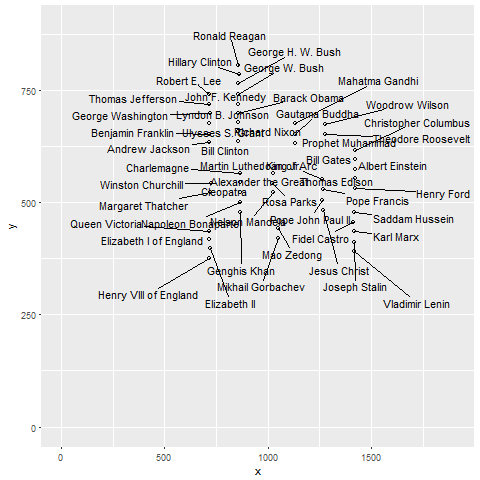 Ronald Reagan
George H. W. Bush
Hillary Clinton
George W. Bush
Robert E. Lee
Mahatma Gandhi
Thomas Jefferson
John F. Kennedy
Barack Obama
Woodrow Wilson
George Washington
Lyndon B. Johnson
Gautama Buddha
Christopher Columbus
Benjamin Franklin
Ulysses S. Grant
Richard Nixon
Theodore Roosevelt
Andrew Jackson
Bill Clinton
Prophet Muhammad
Bill Gates
Charlemagne
Martin Luther
Joan of Arc
Albert Einstein
Winston Churchill
Alexander the Great
Thomas Edison
Cleopatra
Henry Ford
Margaret Thatcher
Rosa Parks
Pope Francis
Queen Victoria
Napoleon Bonaparte
Nelson Mandela
Pope John Paul II
Saddam Hussein
Elizabeth I of England
Fidel Castro
Karl Marx
Mao Zedong
Genghis Khan
Jesus Christ
Mikhail Gorbachev
Joseph Stalin
Henry VIII of England
Elizabeth II
Vladimir Lenin
750
500
250
0
y
0
500
1000
1500
x